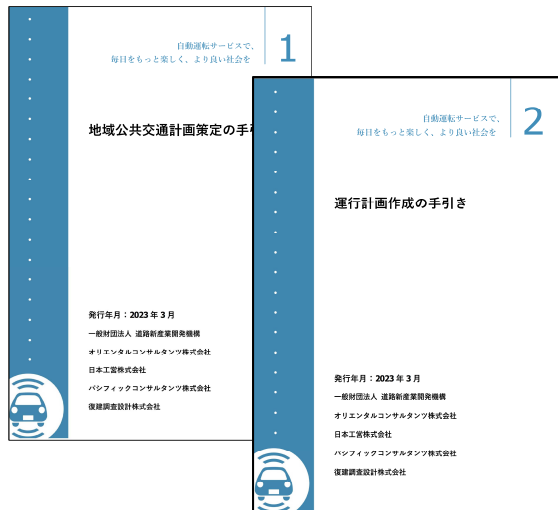 自動運転サービスで、
毎日をもっと楽しく、より良い社会を
1
地域公共交通計画策定の手
発行年月：2023 年 3 月
一般財団法人 道路新産業開発機構
オリエンタルコンサルタンツ株式会社
日本工営株式会社
パシフィックコンサルタンツ株式会社
復建調査設計株式会社
自動運転サービスで、
毎日をもっと楽しく、より良い社会を
2
運行計画作成の手引き
発行年月：2023 年 3 月
一般財団法人 道路新産業開発機構
オリエンタルコンサルタンツ株式会社
日本工営株式会社
パシフィックコンサルタンツ株式会社
復建調査設計株式会社